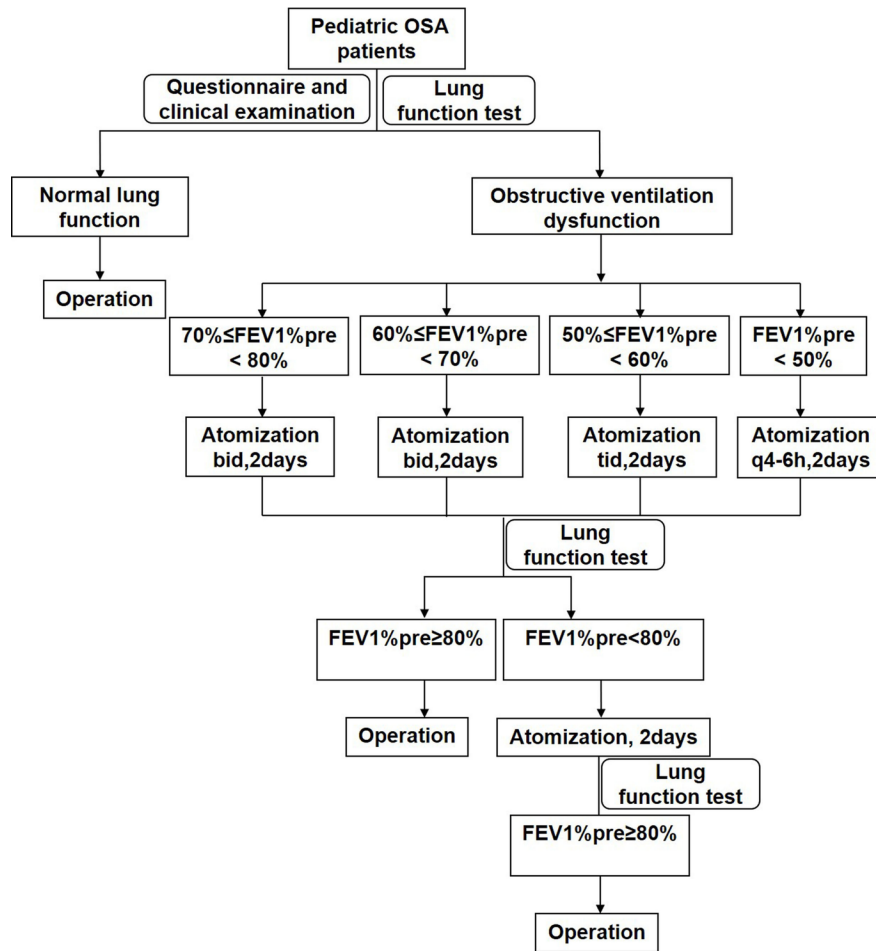 Pediatric OSA
patients
Questionnaire and
clinical examination
Lung
function test
Normal lung
function
Obstructive ventilation
dysfunction
Operation
70%≤FEV1%pre
< 80%
60%≤FEV1%pre
< 70%
50%≤FEV1%pre
< 60%
FEV1%pre
< 50%
Atomization
bid,2days
Atomization
bid,2days
Atomization
tid,2days
Atomization
q4-6h,2days
Lung
function test
FEV1%pre≥80%
FEV1%pre<80%
Operation
Atomization, 2days
Lung
function test
FEV1%pre≥80%
Operation